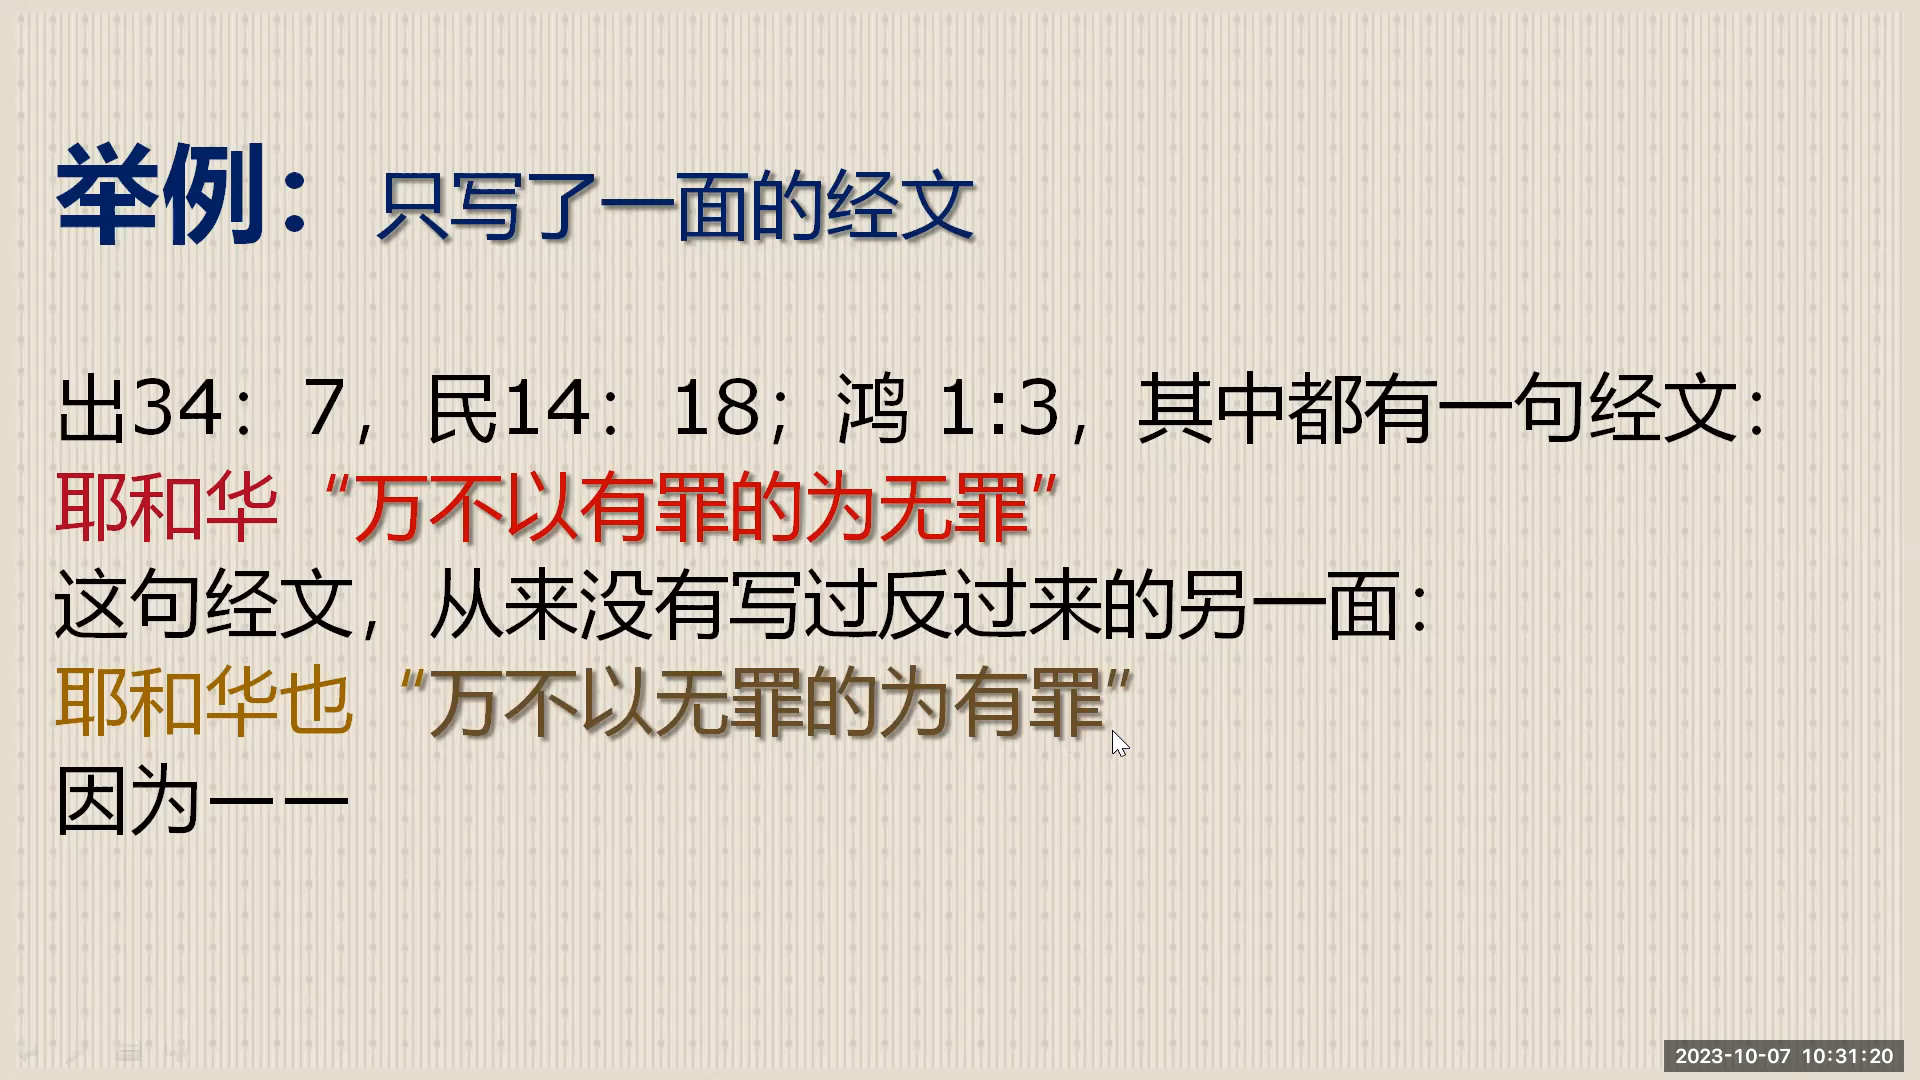 举例：只写了一面的经文
出34：7，民14：18；鸿 1:3，其中都有一句经文：
耶和华“万不以有罪的为无罪”
这句经文，从来没有写过反过来的另一面：
耶和华也“万不以无罪的为有罪”
因为——
2023-10-07 10:31:20